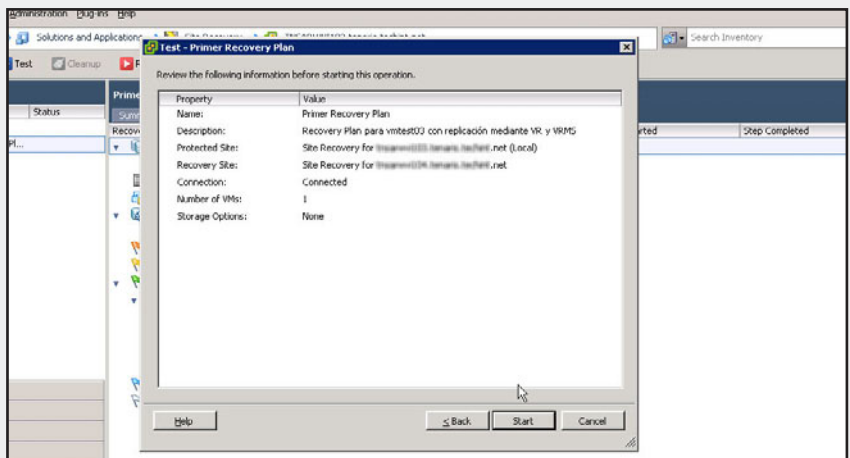 Administration Plug-ins Help
Solutions and Applications Site Recovery
Search Inventory
Test Cleanup
Test - Primer Recovery Plan
Review the following information before starting this operation.
Property Value
Name: Primer Recovery Plan
Description: Recovery Plan para vmtest03 con replicación mediante VR y VRMS
Protected Site: Site Recovery for .net (Local)
Recovery Site: Site Recovery for .net
Connection: Connected
Number of VMs: 1
Storage Options: None
Status
Step Completed
Pl...
Help < Back Start Cancel